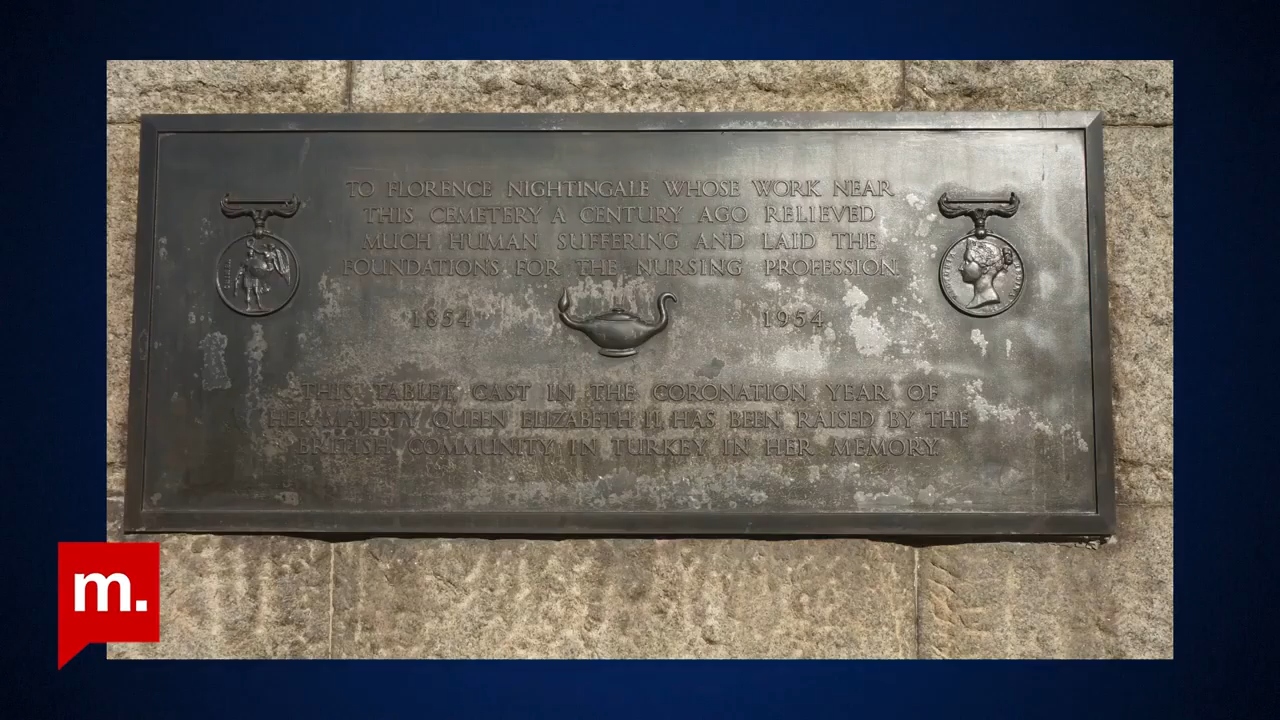 TO FLORENCE NIGHTINGALE WHOSE WORK NEAR
THIS CEMETERY A CENTURY AGO RELIEVED
MUCH HUMAN SUFFERING AND LAID THE
FOUNDATIONS FOR THE NURSING PROFESSION.
1854 1954
THIS TABLET CAST IN THE CORONATION YEAR OF
HER MAJESTY QUEEN ELIZABETH II HAS BEEN RAISED BY THE
BRITISH COMMUNITY IN TURKEY IN HER MEMORY.
m.